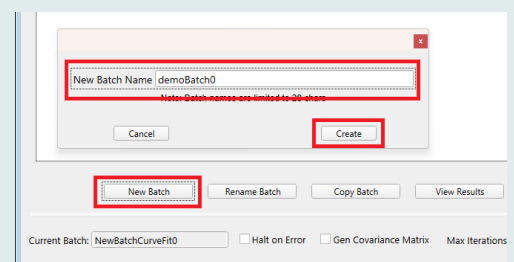 x
New Batch Name demoBatch0
Note: Batch names are limited to 20 chars
Cancel Create
New Batch Rename Batch Copy Batch View Results
Current Batch: NewBatchCurveFit0 Halt on Error Gen Covariance Matrix Max Iterations